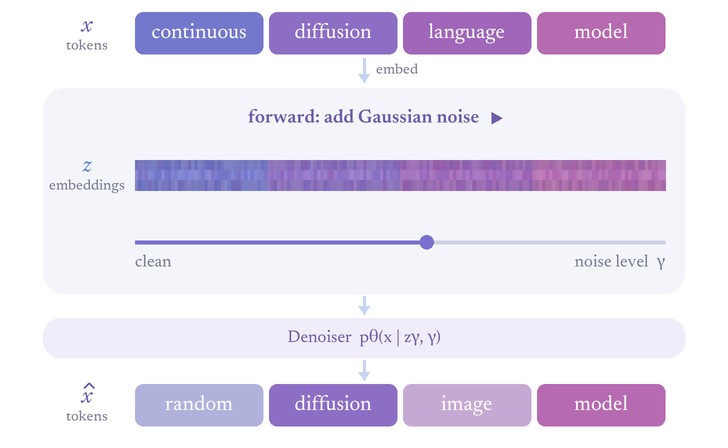 x
tokens
continuous diffusion language model
embed
forward: add Gaussian noise ▶
z
embeddings
clean
noise level γ
Denoiser pθ(x | zγ, γ)
x̂
tokens
random diffusion image model